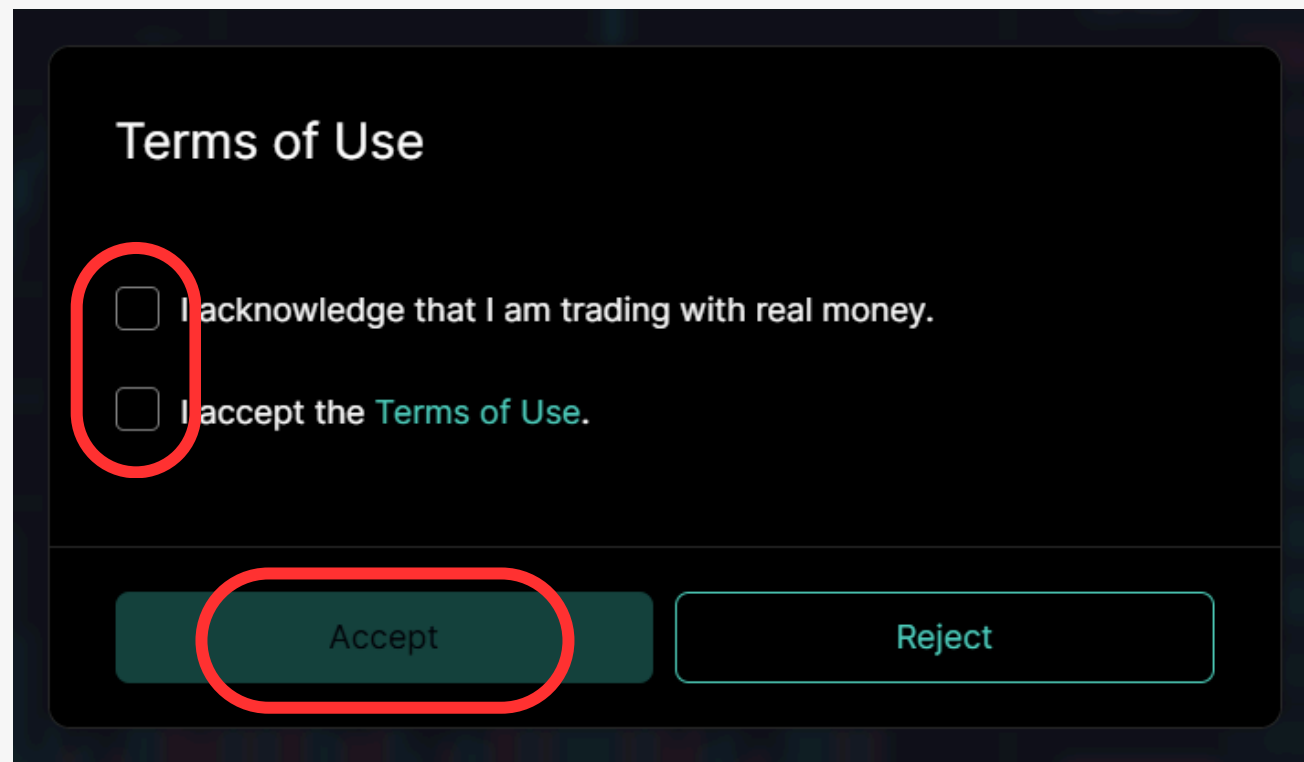 Terms of Use
I acknowledge that I am trading with real money.
I accept the Terms of Use.
Accept
Reject